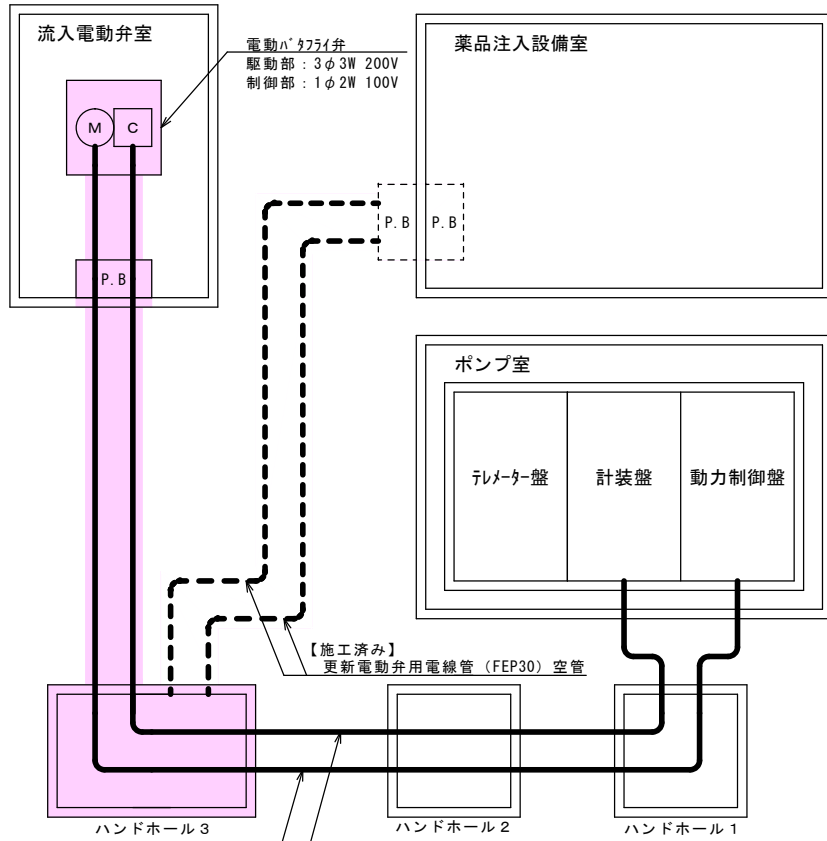 流入電動弁室
電動ﾊﾞﾀﾌﾗｲ弁
駆動部：3φ3W 200V
制御部：1φ2W 100V
薬品注入設備室
M
C
P.B
P.B
P.B
ポンプ室
ﾃﾚﾒｰﾀｰ盤
計装盤
動力制御盤
【施工済み】
更新電動弁用電線管（FEP30）空管
ハンドホール３
ハンドホール２
ハンドホール１